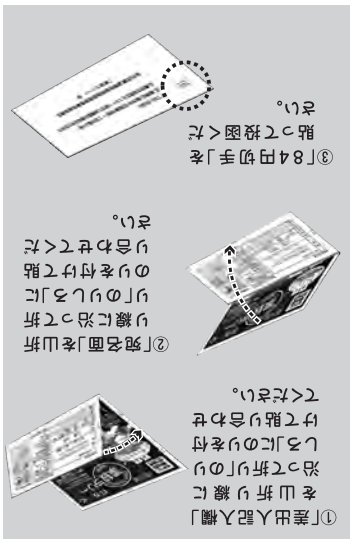 ①「差出人記入欄」
を山折り線に
沿って折り「のり
しろ」にのりを付
けて貼り合わせ
てください。
②「宛名面」を山折
り線に沿って折
り「のりしろ」に
のりを付けて貼
り合わせてくだ
さい。
③「84円切手」を
貼って投函くだ
さい。